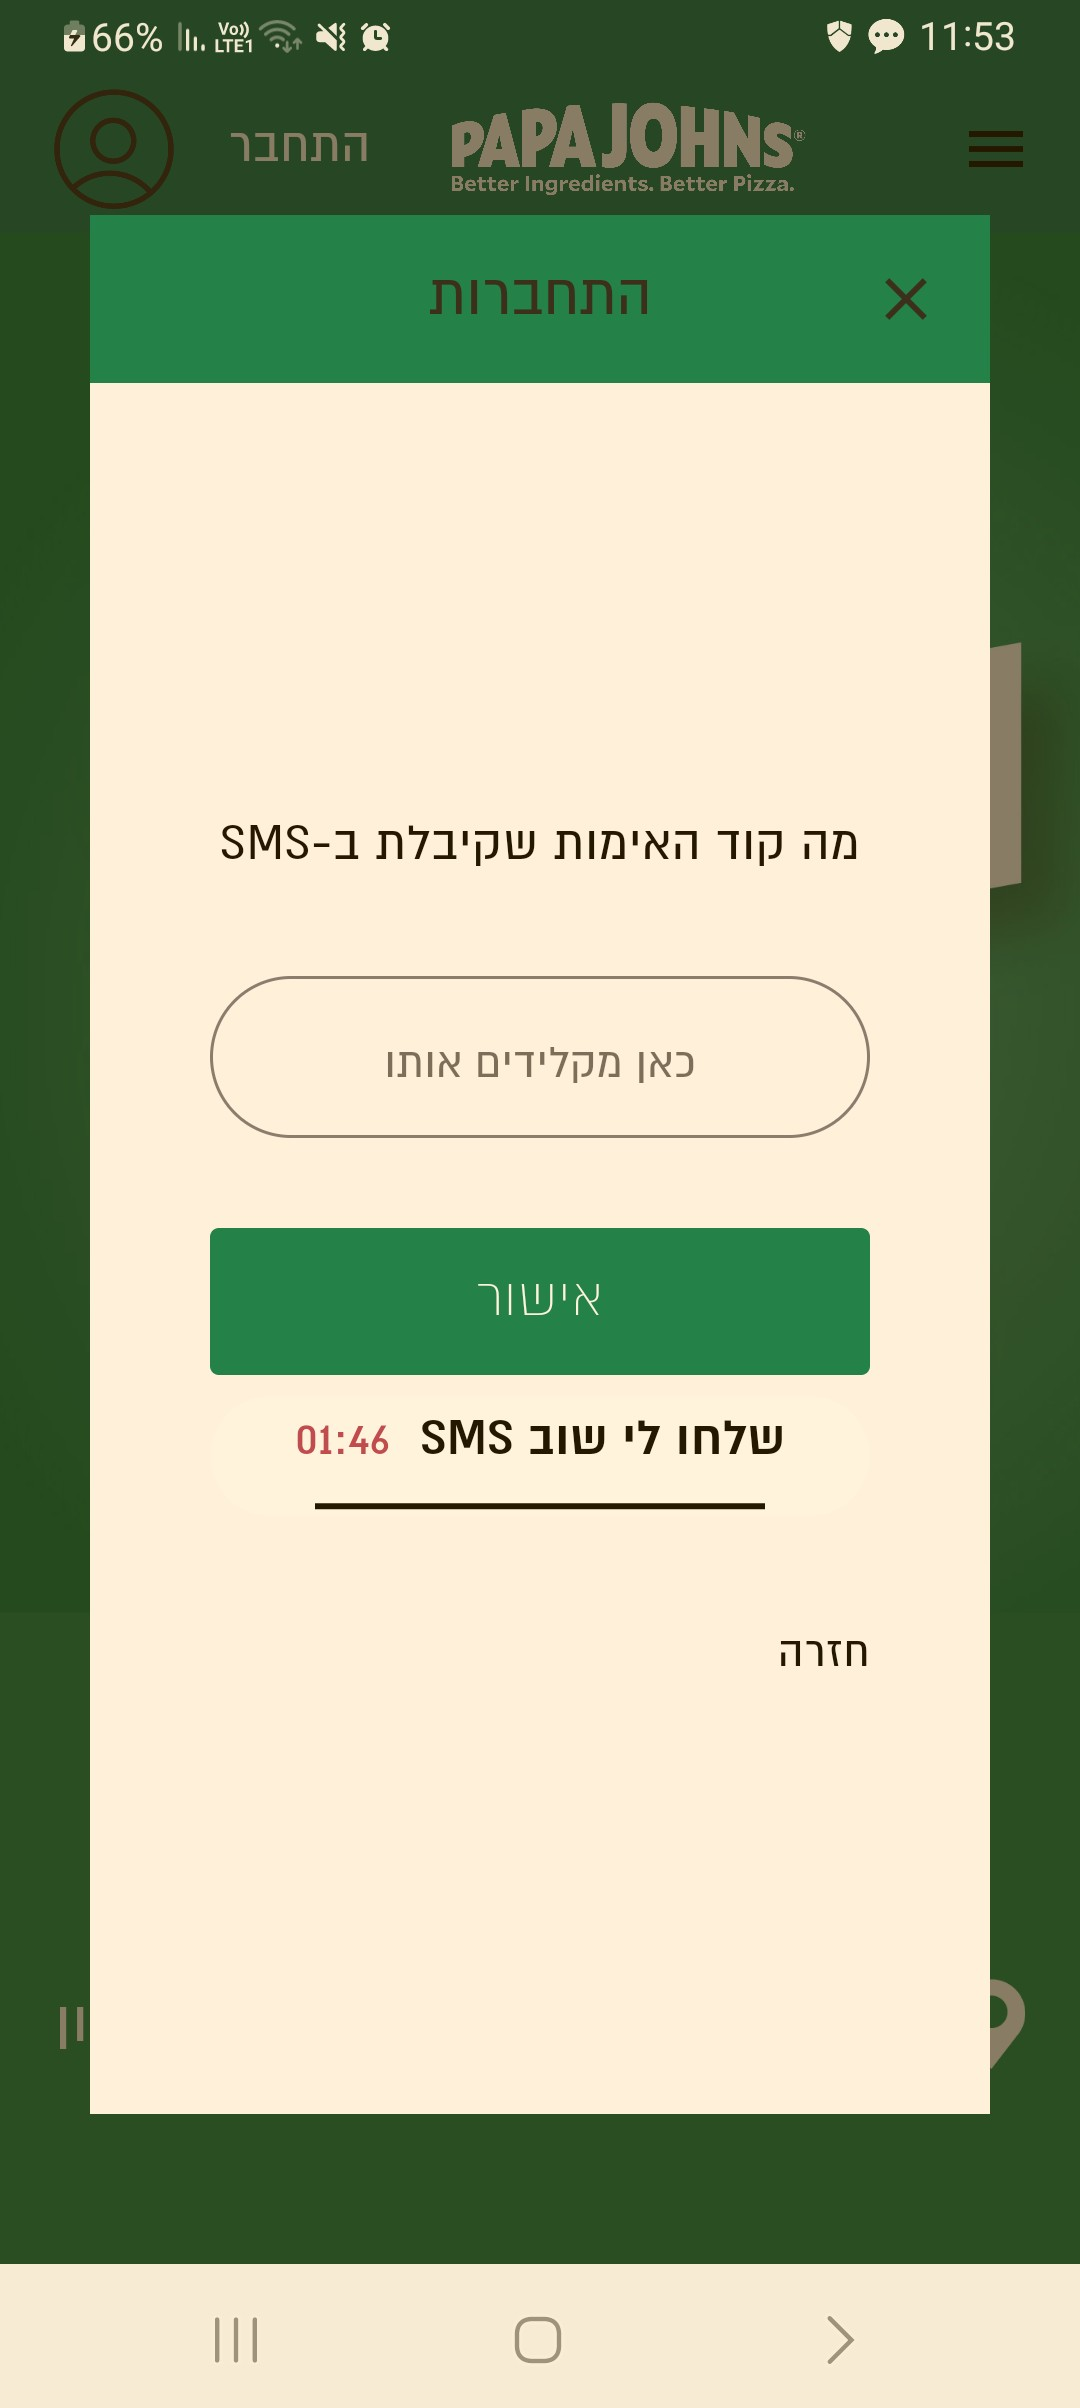 66% Vo)) LTE1 11:53
התחבר
PAPA JOHNS®
Better Ingredients. Better Pizza.
התחברות
מה קוד האימות שקיבלת ב-SMS
כאן מקלידים אותו
אישור
שלחו לי שוב SMS 01:46
חזרה